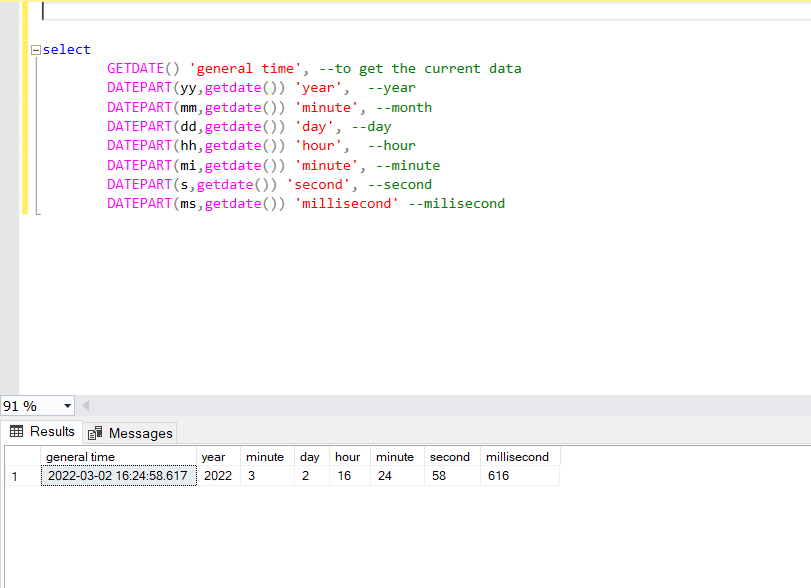 select
GETDATE() 'general time', --to get the current data
DATEPART(yy,getdate()) 'year',  --year
DATEPART(mm,getdate()) 'minute', --month
DATEPART(dd,getdate()) 'day', --day
DATEPART(hh,getdate()) 'hour',  --hour
DATEPART(mi,getdate()) 'minute', --minute
DATEPART(s,getdate()) 'second', --second
DATEPART(ms,getdate()) 'millisecond' --milisecond
91 %
Results Messages
general time year minute day hour minute second millisecond
1 2022-03-02 16:24:58.617 2022 3 2 16 24 58 616